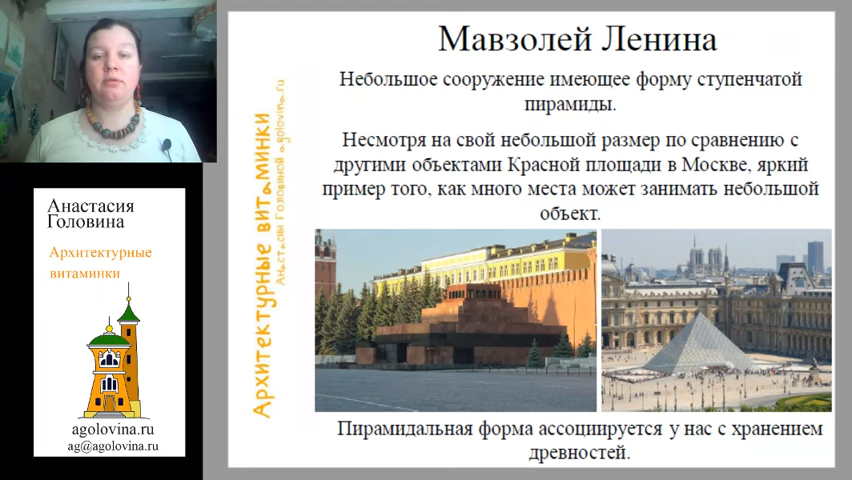 Мавзолей Ленина
Небольшое сооружение имеющее форму ступенчатой
пирамиды.
Несмотря на свой небольшой размер по сравнению с
другими объектами Красной площади в Москве, яркий
пример того, как много места может занимать небольшой
объект.
Архитектурные витаминки
Анастасии Головиной agolovina.ru
Пирамидальная форма ассоциируется у нас с хранением
древностей.
Анастасия
Головина
Архитектурные
витаминки
agolovina.ru
ag@agolovina.ru